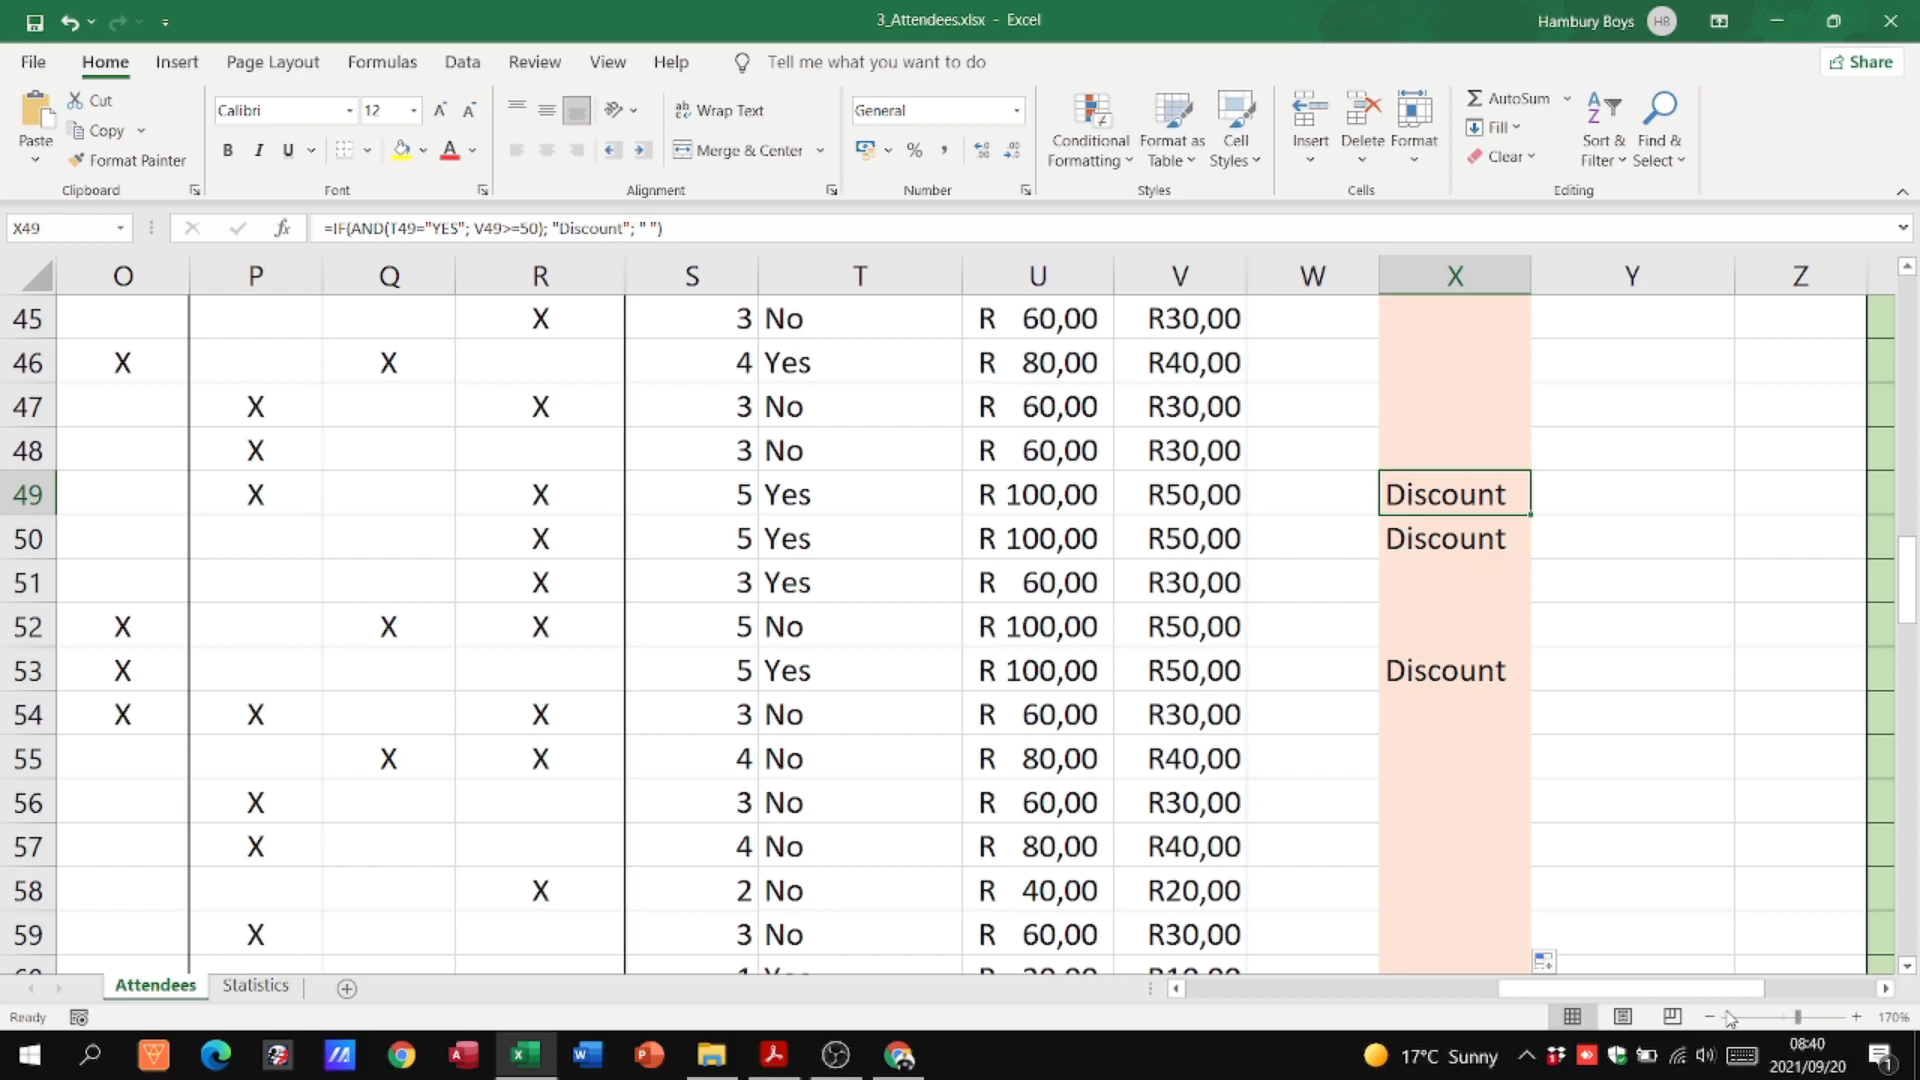 3_Attendees.xlsx - Excel
Hambury Boys HB
File Home Insert Page Layout Formulas Data Review View Help Tell me what you want to do Share
Paste Cut
Copy
Format Painter
Calibri 12
B I U A
Wrap Text
Merge & Center
General
% ,
Conditional Formatting Format as Table Cell Styles
Insert Delete Format
AutoSum
Fill
Clear
Sort & Filter Find & Select
Clipboard Font Alignment Number Styles Cells Editing
X49 fx =IF(AND(T49="YES"; V49>=50); "Discount"; " ")
O P Q R S T U V W X Y Z
45 X 3 No R 60,00 R30,00
46 X X 4 Yes R 80,00 R40,00
47 X X 3 No R 60,00 R30,00
48 X 3 No R 60,00 R30,00
49 X X 5 Yes R 100,00 R50,00 Discount
50 X 5 Yes R 100,00 R50,00 Discount
51 X 3 Yes R 60,00 R30,00
52 X X X 5 No R 100,00 R50,00
53 X 5 Yes R 100,00 R50,00 Discount
54 X X X 3 No R 60,00 R30,00
55 X X 4 No R 80,00 R40,00
56 X 3 No R 60,00 R30,00
57 X 4 No R 80,00 R40,00
58 X 2 No R 40,00 R20,00
59 X 3 No R 60,00 R30,00
Attendees Statistics
Ready 170%
17°C Sunny 08:40
2021/09/20